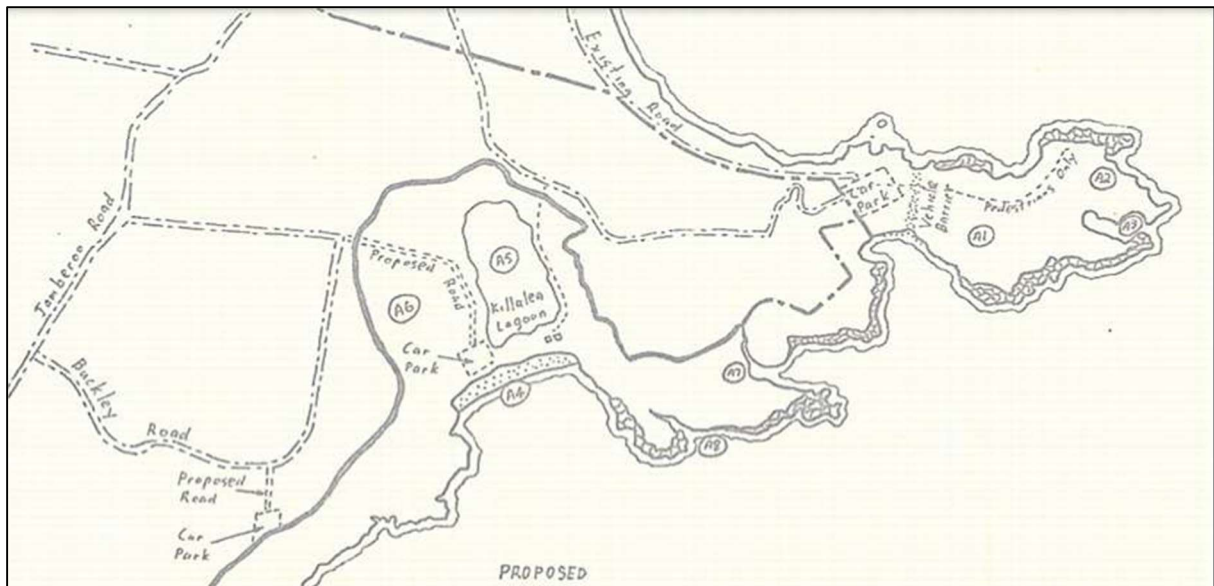 Existing
Road
Jamberoo Road
Car
Park
Vehicle
Barrier
Pedestrians Only
A2
A3
A1
Proposed
Road
A5
Killalea
Lagoon
A6
Car
Park
A4
A7
A8
Buckley
Road
Proposed
Road
Car
Park
PROPOSED